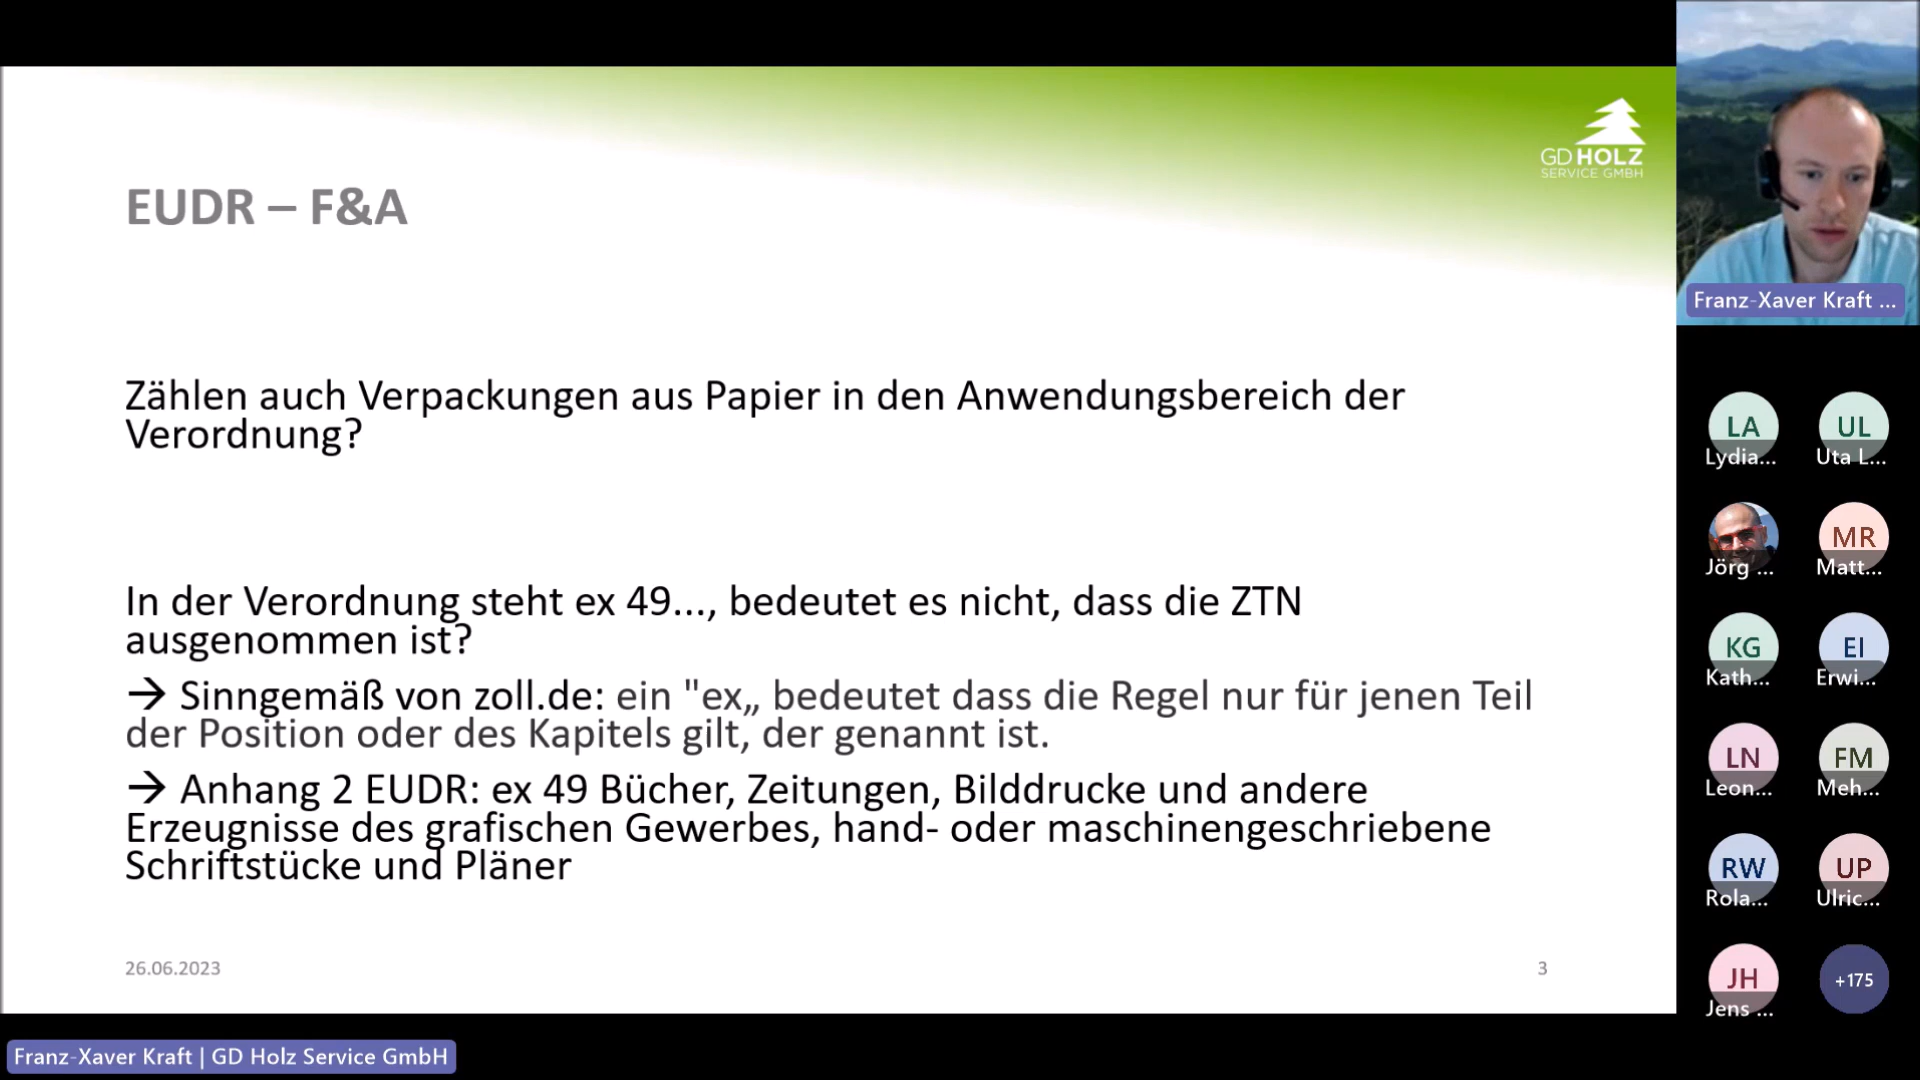 GD HOLZ
SERVICE GMBH
EUDR – F&A
Zählen auch Verpackungen aus Papier in den Anwendungsbereich der
Verordnung?
In der Verordnung steht ex 49..., bedeutet es nicht, dass die ZTN
ausgenommen ist?
→ Sinngemäß von zoll.de: ein "ex„ bedeutet dass die Regel nur für jenen Teil
der Position oder des Kapitels gilt, der genannt ist.
→ Anhang 2 EUDR: ex 49 Bücher, Zeitungen, Bilddrucke und andere
Erzeugnisse des grafischen Gewerbes, hand- oder maschinengeschriebene
Schriftstücke und Pläner
26.06.2023
3
Franz-Xaver Kraft | GD Holz Service GmbH
Franz-Xaver Kraft ...
LA
Lydia...
UL
Uta L...
Jörg ...
MR
Matt...
KG
Kath...
EI
Erwi...
LN
Leon...
FM
Meh...
RW
Rola...
UP
Ulric...
JH
Jens ...
+175